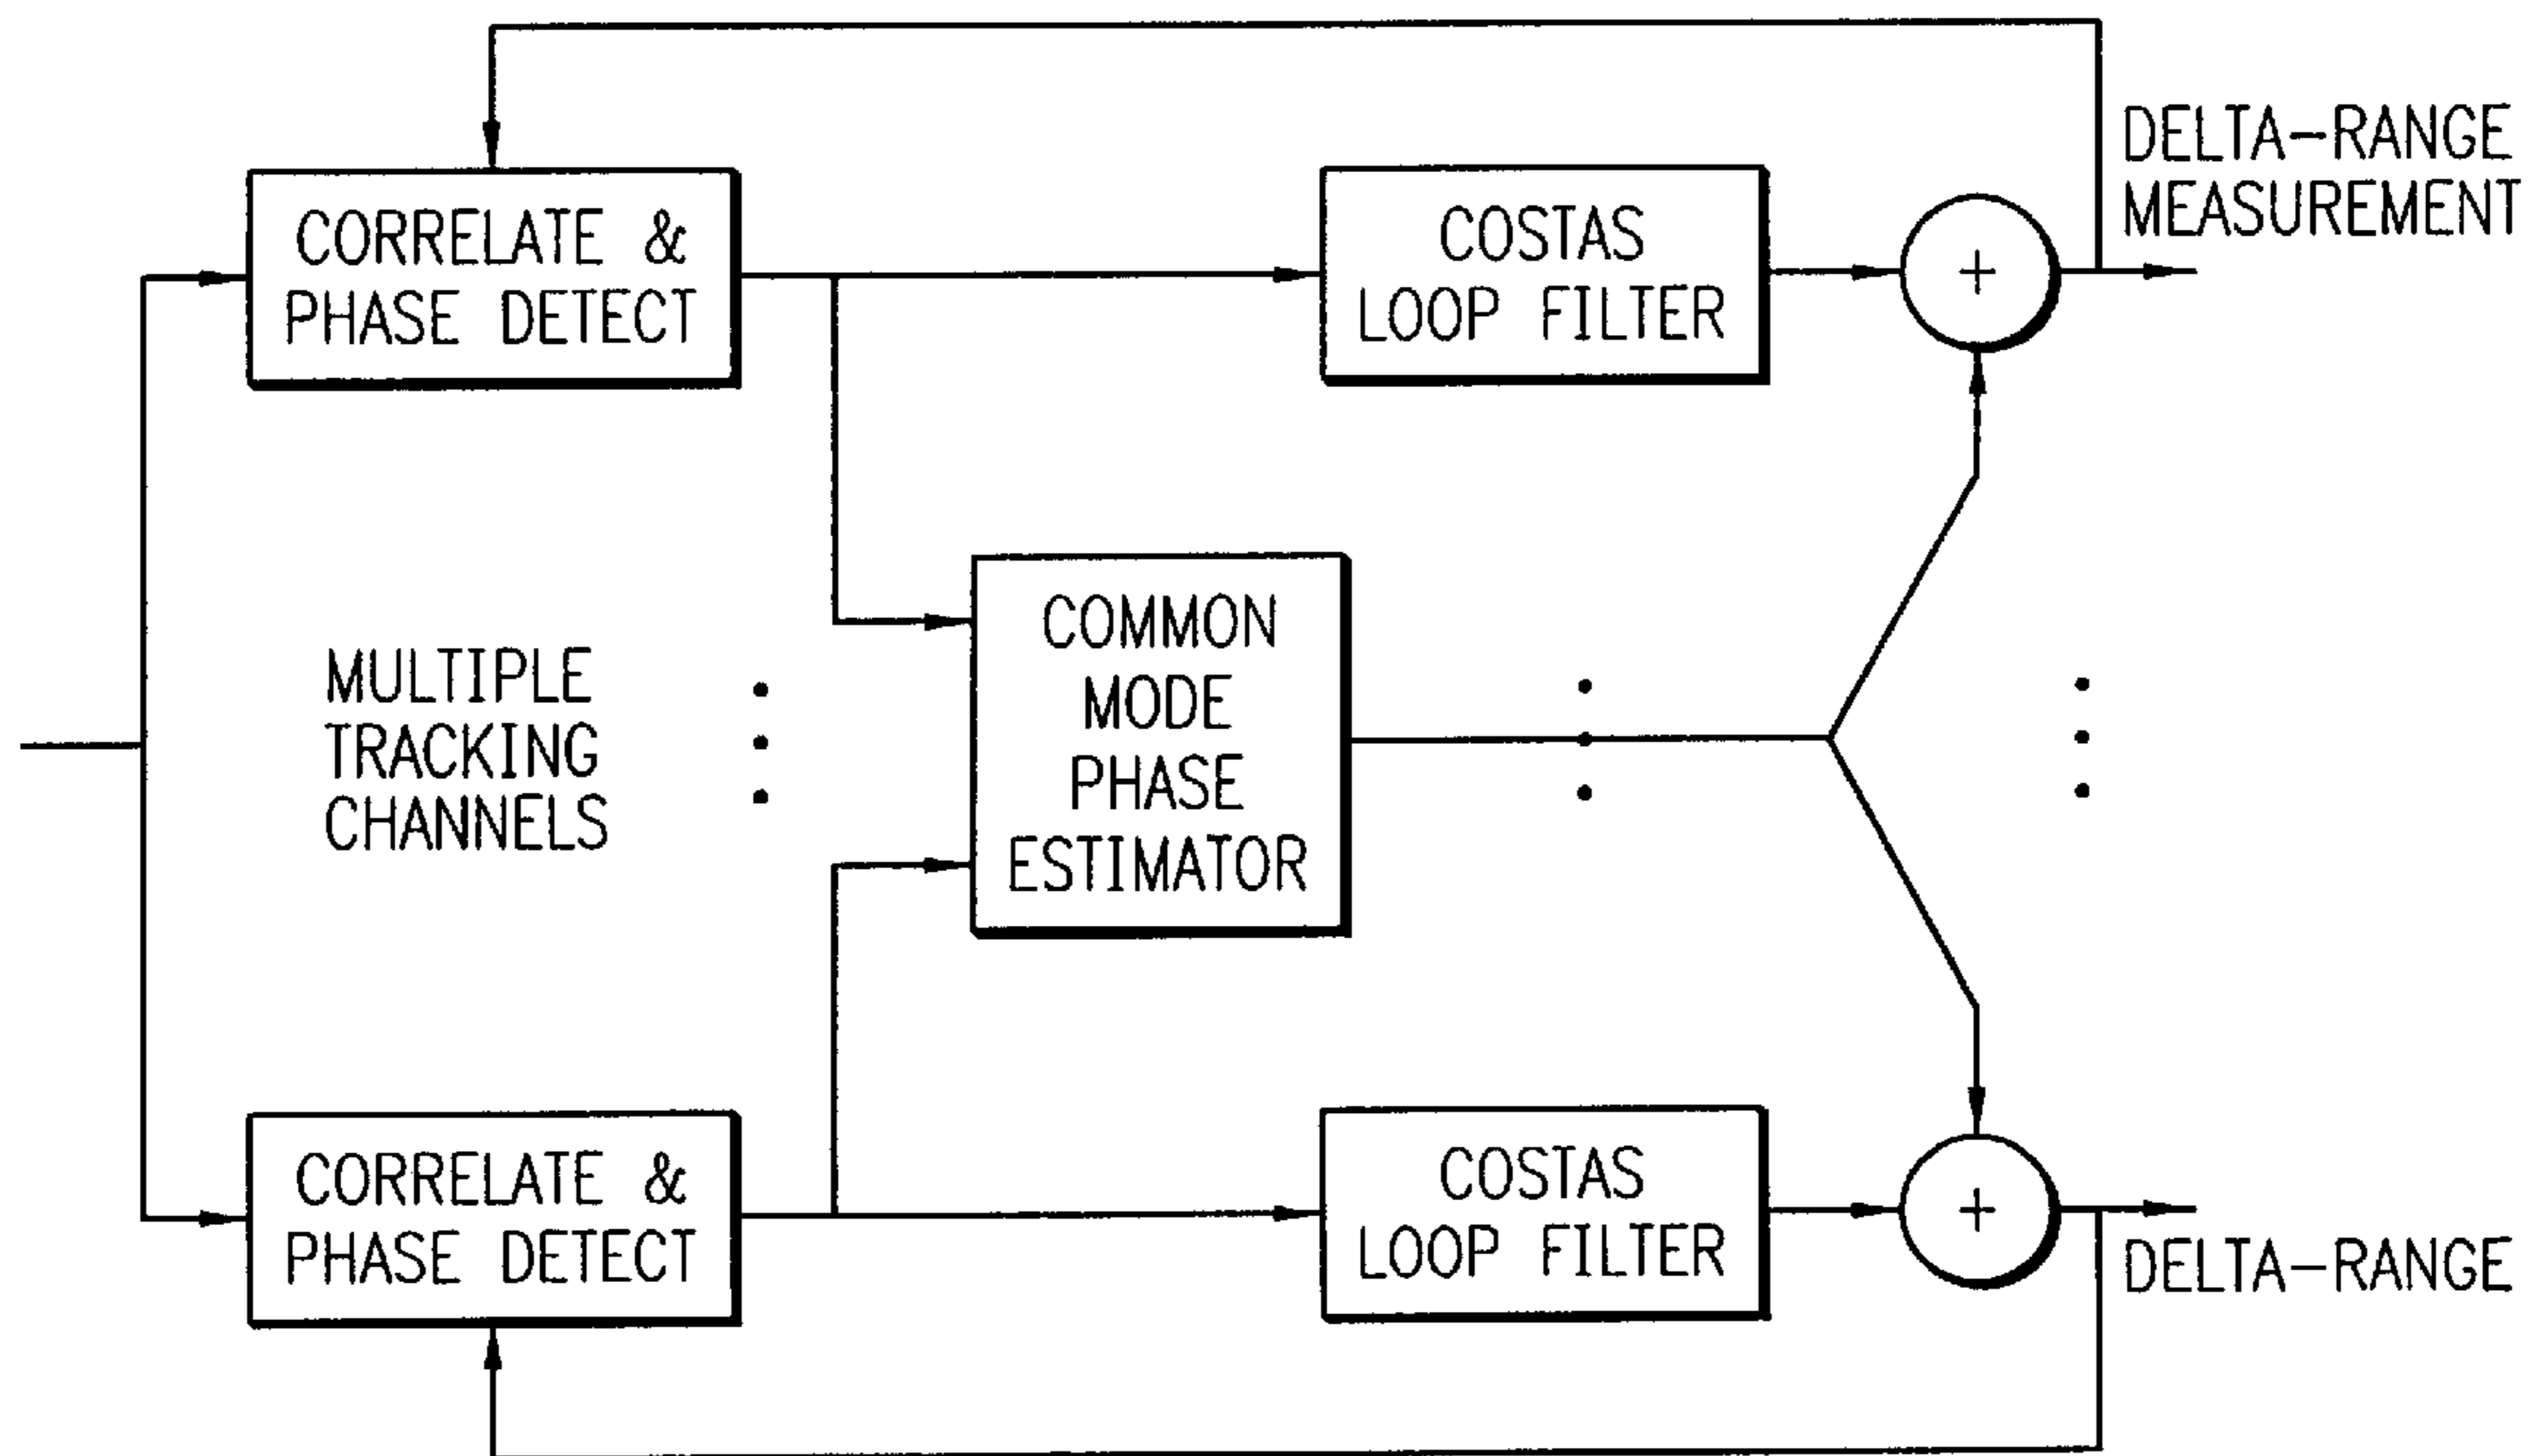 DELTA-RANGE
MEASUREMENT
CORRELATE &
PHASE DETECT
COSTAS
LOOP FILTER
+
MULTIPLE
TRACKING
CHANNELS
COMMON
MODE
PHASE
ESTIMATOR
CORRELATE &
PHASE DETECT
COSTAS
LOOP FILTER
+
DELTA-RANGE